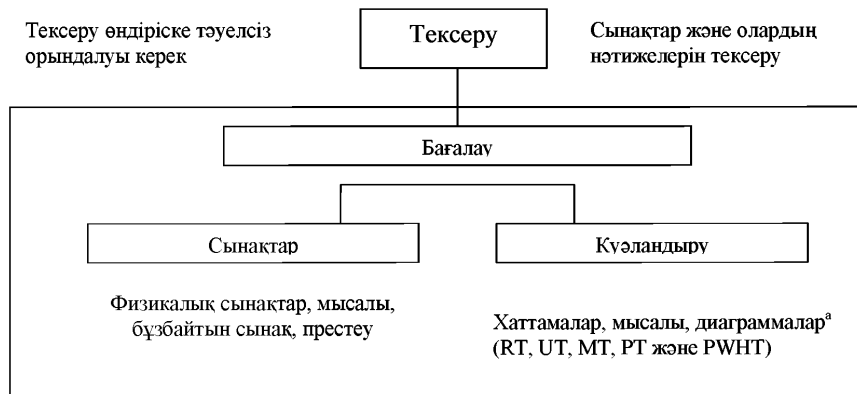 Тексеру өндіріске тәуелсіз
орындалуы керек
Тексеру
Сынақтар және олардың
нәтижелерін тексеру
Бағалау
Сынақтар
Куәландыру
Физикалық сынақтар, мысалы,
бұзбайтын сынақ, престеу
Хаттамалар, мысалы, диаграммаларᵃ
(RT, UT, MT, PT және PWHT)